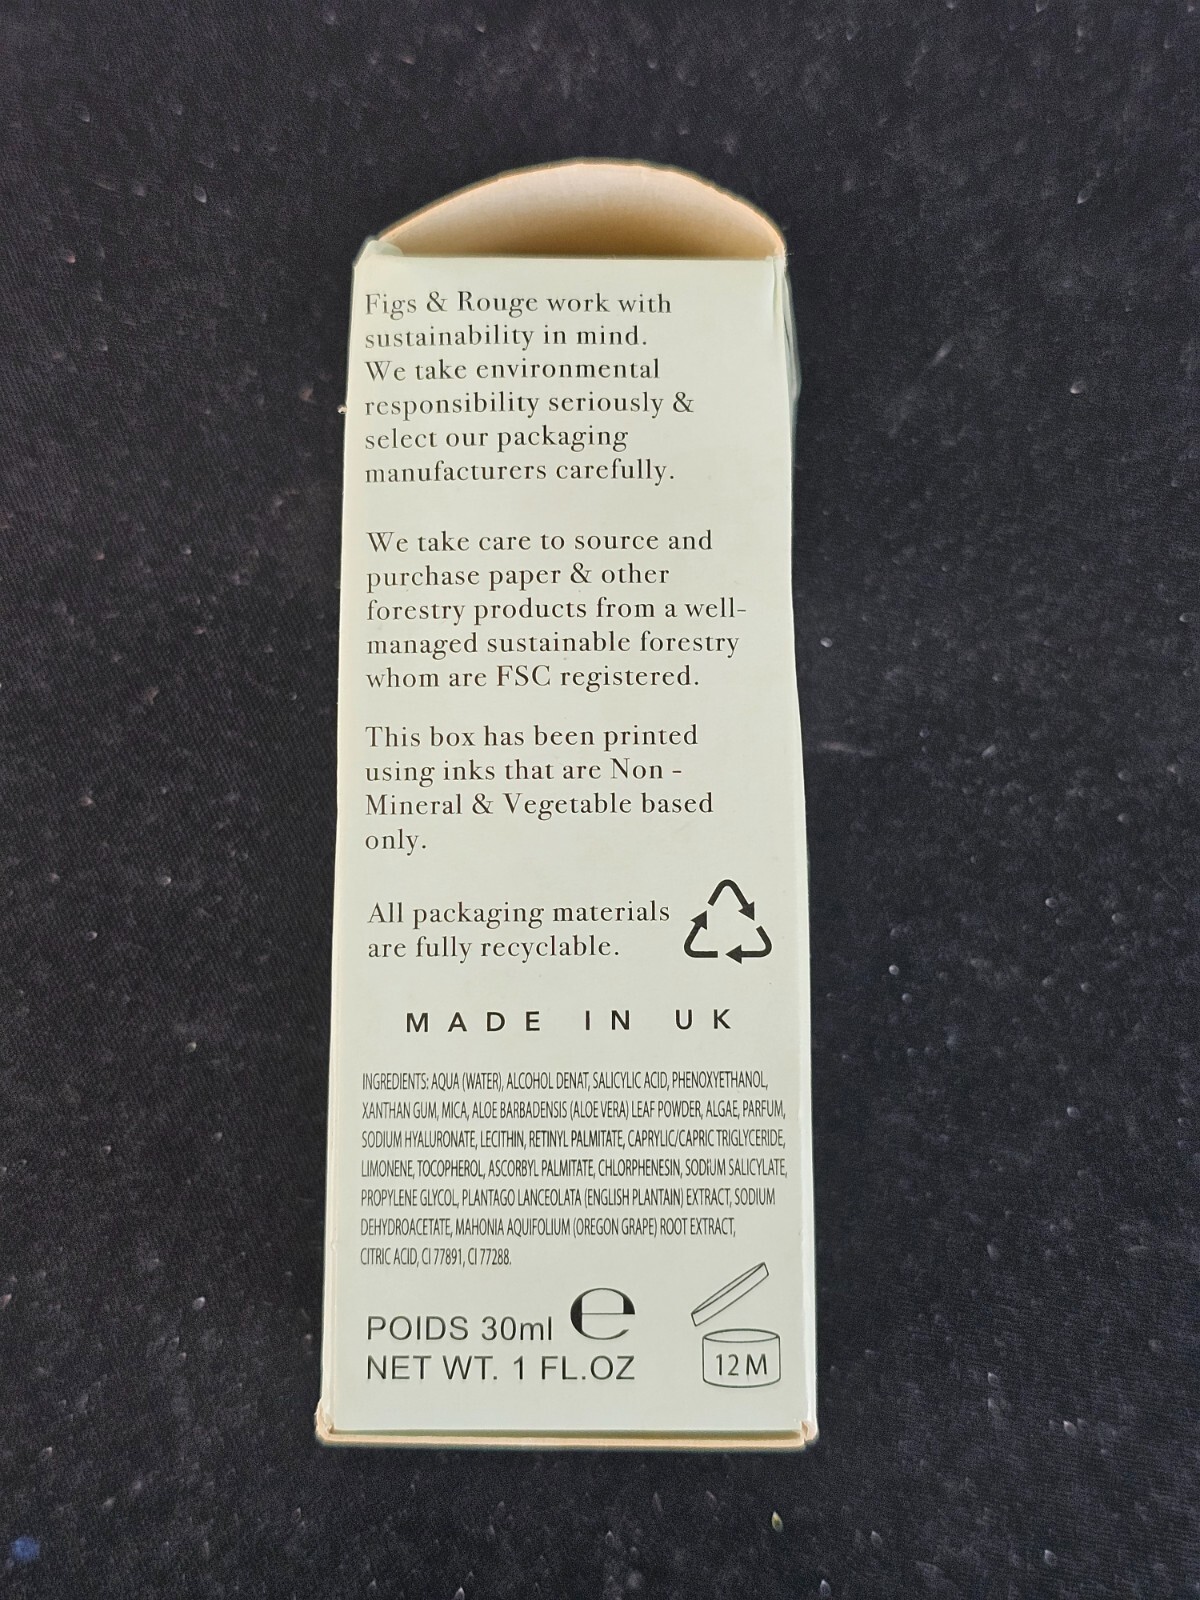 Figs & Rouge work with
sustainability in mind.
We take environmental
responsibility seriously &
select our packaging
manufacturers carefully.
We take care to source and
purchase paper & other
forestry products from a well-
managed sustainable forestry
whom are FSC registered.
This box has been printed
using inks that are Non -
Mineral & Vegetable based
only.
All packaging materials
are fully recyclable.
MADE IN UK
INGREDIENTS: AQUA (WATER), ALCOHOL DENAT, SALICYLIC ACID, PHENOXYETHANOL,
XANTHAN GUM, MICA, ALOE BARBADENSIS (ALOE VERA) LEAF POWDER, ALGAE, PARFUM,
SODIUM HYALURONATE, LECITHIN, RETINYL PALMITATE, CAPRYLIC/CAPRIC TRIGLYCERIDE,
LIMONENE, TOCOPHEROL, ASCORBYL PALMITATE, CHLORPHENESIN, SODIUM SALICYLATE,
PROPYLENE GLYCOL, PLANTAGO LANCEOLATA (ENGLISH PLANTAIN) EXTRACT, SODIUM
DEHYDROACETATE, MAHONIA AQUIFOLIUM (OREGON GRAPE) ROOT EXTRACT,
CITRIC ACID, CI 77891, CI 77288.
POIDS 30ml e
NET WT. 1 FL.OZ
12 M